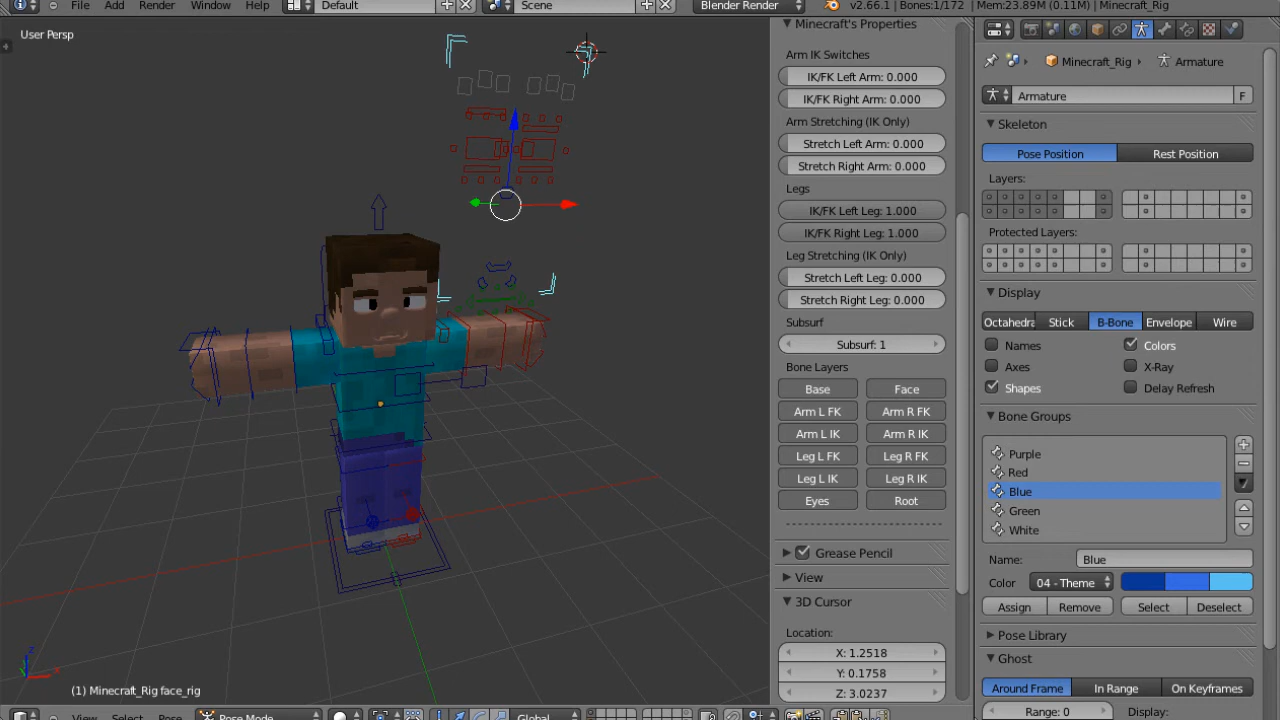 File Add Render Window Help Default Scene Blender Render v2.66.1 | Bones:1/172 | Mem:23.89M (0.11M) | Minecraft_Rig
User Persp
Minecraft's Properties
Arm IK Switches
IK/FK Left Arm: 0.000
IK/FK Right Arm: 0.000
Arm Stretching (IK Only)
Stretch Left Arm: 0.000
Stretch Right Arm: 0.000
Legs
IK/FK Left Leg: 1.000
IK/FK Right Leg: 1.000
Leg Stretching (IK Only)
Stretch Left Leg: 0.000
Stretch Right Leg: 0.000
Subsurf
Subsurf: 1
Bone Layers
Base Face
Arm L FK Arm R FK
Arm L IK Arm R IK
Leg L FK Leg R FK
Leg L IK Leg R IK
Eyes Root
Grease Pencil
View
3D Cursor
Location:
X: 1.2518
Y: 0.1758
Z: 3.0237
Minecraft_Rig Armature
Armature F
Skeleton
Pose Position Rest Position
Layers:
Protected Layers:
Display
Octahedra Stick B-Bone Envelope Wire
Names Colors
Axes X-Ray
Shapes Delay Refresh
Bone Groups
Purple
Red
Blue
Green
White
Name: Blue
Color 04 - Theme
Assign Remove Select Deselect
Pose Library
Ghost
Around Frame In Range On Keyframes
Range: 0 Display:
z
x
(1) Minecraft_Rig face_rig
View Select Pose Pose Mode Global